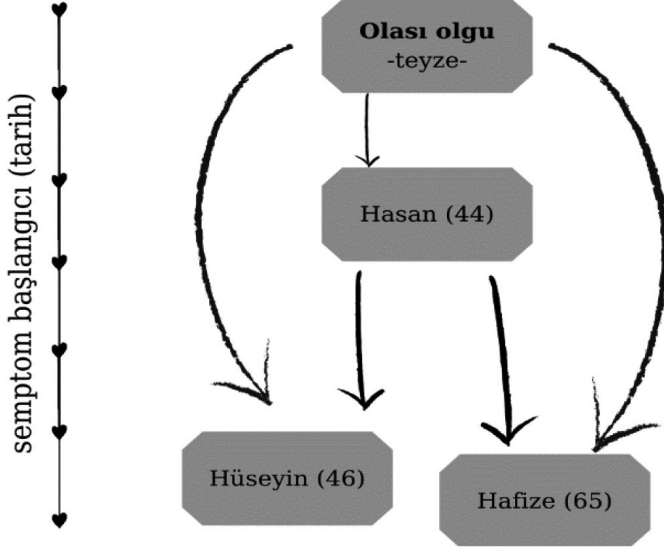 semptom başlangıcı (tarih)
Olası olgu
-teyze-
Hasan (44)
Hüseyin (46)
Hafize (65)